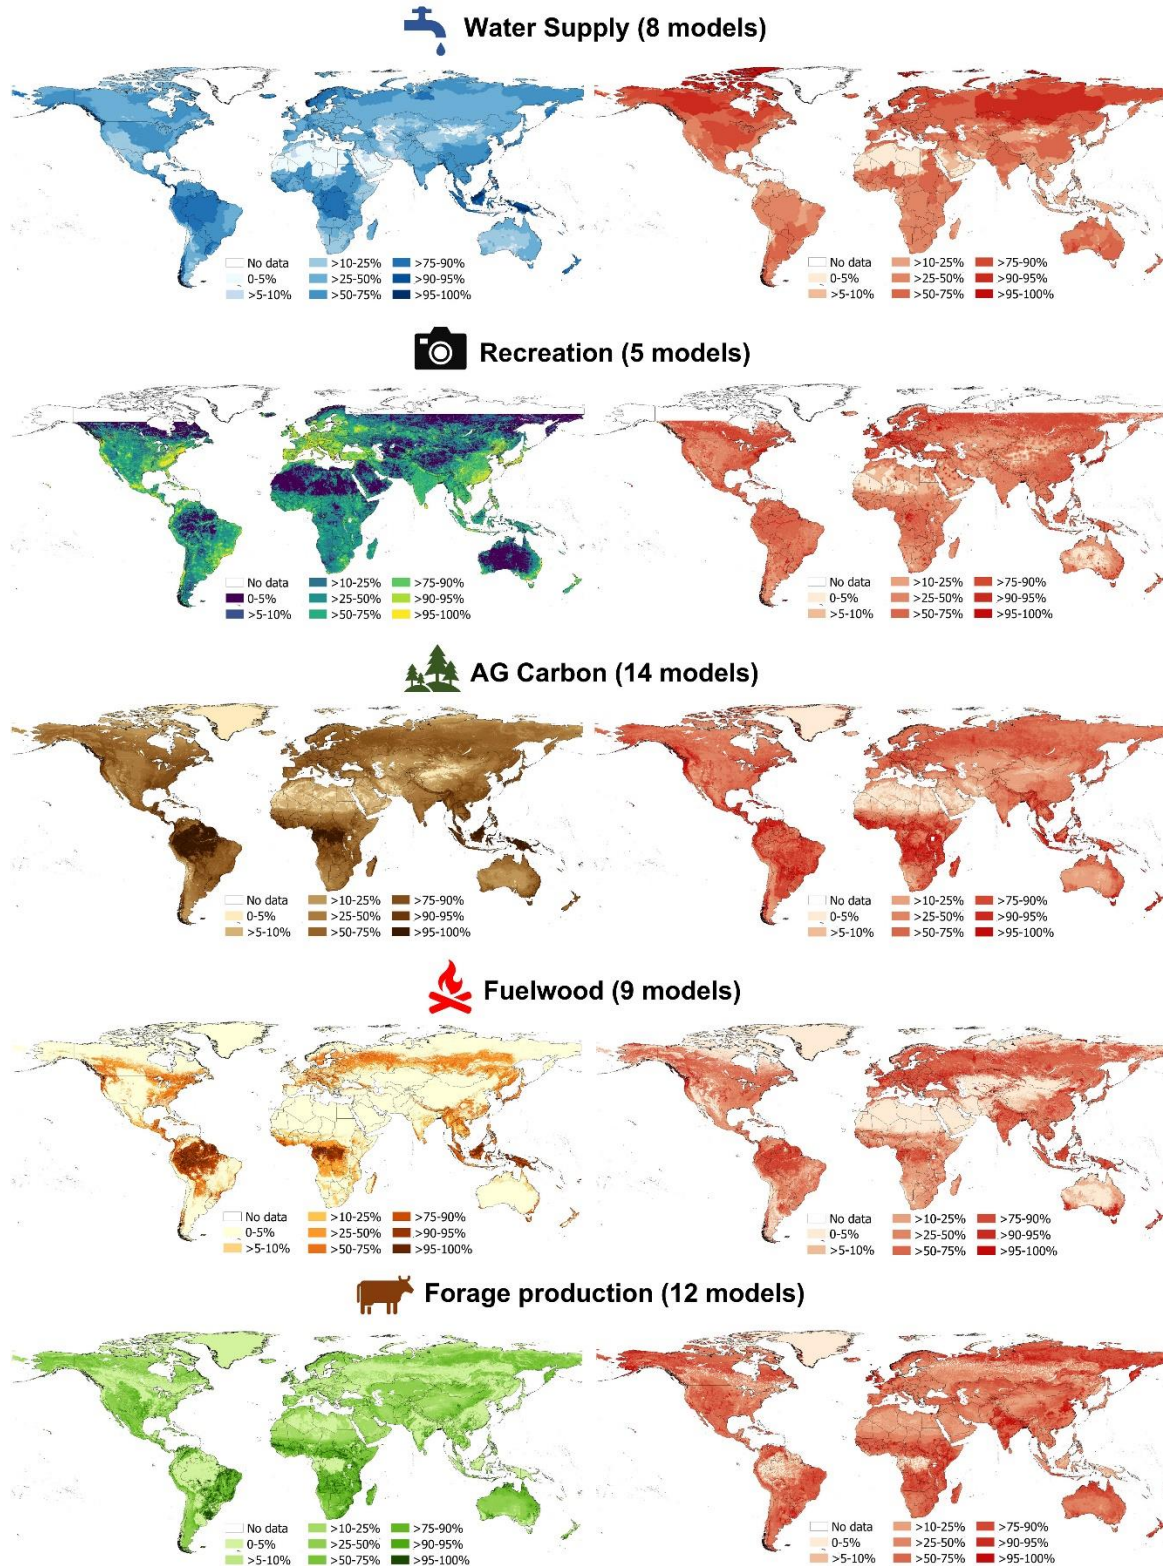 Water Supply (8 models)
No data >10-25% >75-90% No data >10-25% >75-90%
0-5% >25-50% >90-95% 0-5% >25-50% >90-95%
>5-10% >50-75% >95-100% >5-10% >50-75% >95-100%
Recreation (5 models)
No data >10-25% >75-90% No data >10-25% >75-90%
0-5% >25-50% >90-95% 0-5% >25-50% >90-95%
>5-10% >50-75% >95-100% >5-10% >50-75% >95-100%
AG Carbon (14 models)
No data >10-25% >75-90% No data >10-25% >75-90%
0-5% >25-50% >90-95% 0-5% >25-50% >90-95%
>5-10% >50-75% >95-100% >5-10% >50-75% >95-100%
Fuelwood (9 models)
No data >10-25% >75-90% No data >10-25% >75-90%
0-5% >25-50% >90-95% 0-5% >25-50% >90-95%
>5-10% >50-75% >95-100% >5-10% >50-75% >95-100%
Forage production (12 models)
No data >10-25% >75-90% No data >10-25% >75-90%
0-5% >25-50% >90-95% 0-5% >25-50% >90-95%
>5-10% >50-75% >95-100% >5-10% >50-75% >95-100%